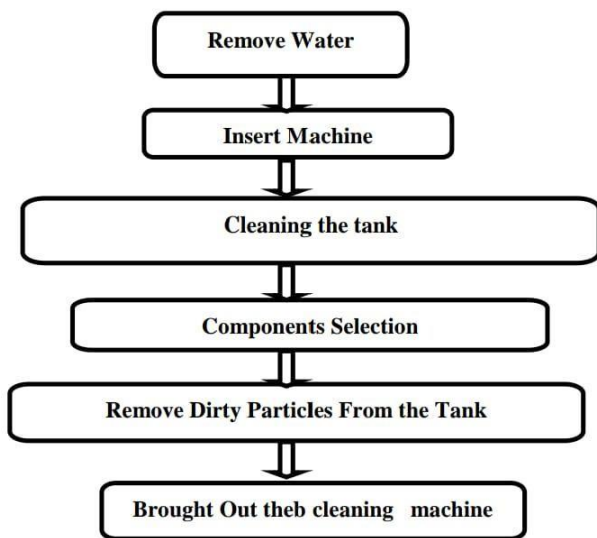 Remove Water
Insert Machine
Cleaning the tank
Components Selection
Remove Dirty Particles From the Tank
Brought Out theb cleaning machine